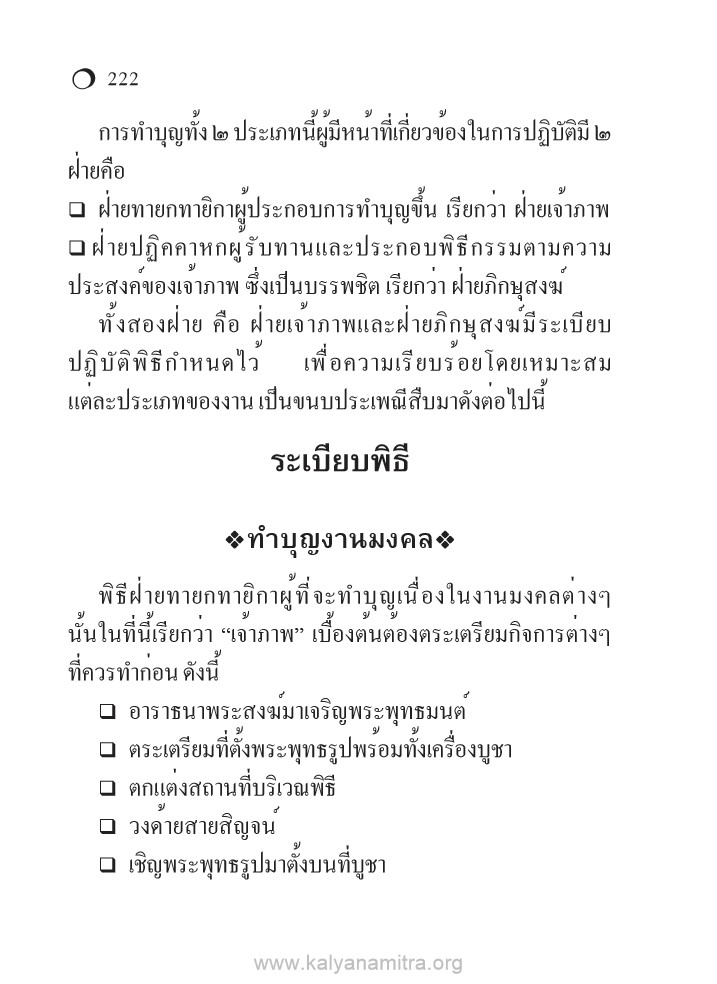 ❍ 222
การทำบุญทั้ง ๒ ประเภทนี้ผู้มีหน้าที่เกี่ยวข้องในการปฏิบัติมี ๒
ฝ่ายคือ
❑ ฝ่ายทายกทายิกาผู้ประกอบการทำบุญขึ้น เรียกว่า ฝ่ายเจ้าภาพ
❑ ฝ่ายปฏิคคาหกผู้รับทานและประกอบพิธีกรรมตามความ
ประสงค์ของเจ้าภาพ ซึ่งเป็นบรรพชิต เรียกว่า ฝ่ายภิกษุสงฆ์
ทั้งสองฝ่าย คือ ฝ่ายเจ้าภาพและฝ่ายภิกษุสงฆ์มีระเบียบ
ปฏิบัติพิธีกำหนดไว้ เพื่อความเรียบร้อยโดยเหมาะสม
แต่ละประเภทของงาน เป็นขนบประเพณีสืบมาดังต่อไปนี้
ระเบียบพิธี
❖ทำบุญงานมงคล❖
พิธีฝ่ายทายกทายิกาผู้ที่จะทำบุญเนื่องในงานมงคลต่างๆ
นั้นในที่นี้เรียกว่า “เจ้าภาพ” เบื้องต้นต้องตระเตรียมกิจการต่างๆ
ที่ควรทำก่อน ดังนี้
❑ อาราธนาพระสงฆ์มาเจริญพระพุทธมนต์
❑ ตระเตรียมที่ตั้งพระพุทธรูปพร้อมทั้งเครื่องบูชา
❑ ตกแต่งสถานที่บริเวณพิธี
❑ วงด้ายสายสิญจน์
❑ เชิญพระพุทธรูปมาตั้งบนที่บูชา
www.kalyanamitra.org